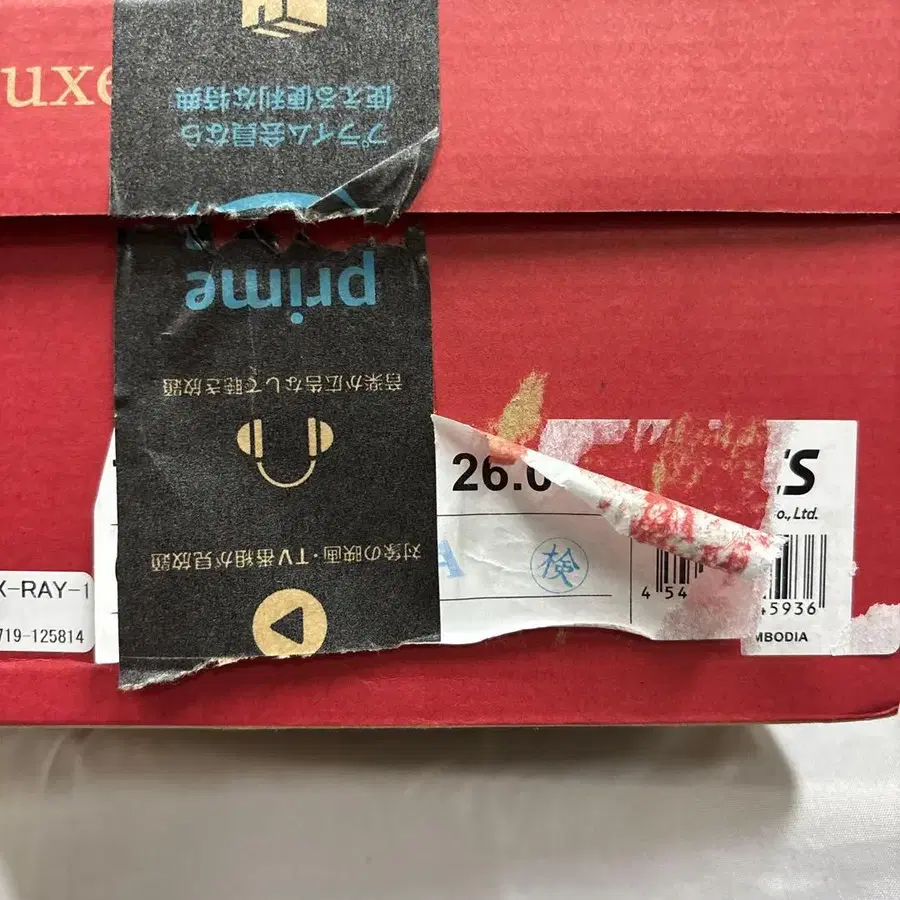 uxe
プライム会員なら
使える便利な特典
prime
音楽が広告なしで聴き放題
対象の映画・TV番組が見放題
26.0
検
S
o.,Ltd.
4 54
45936
MBODIA
X-RAY-1
719-125814